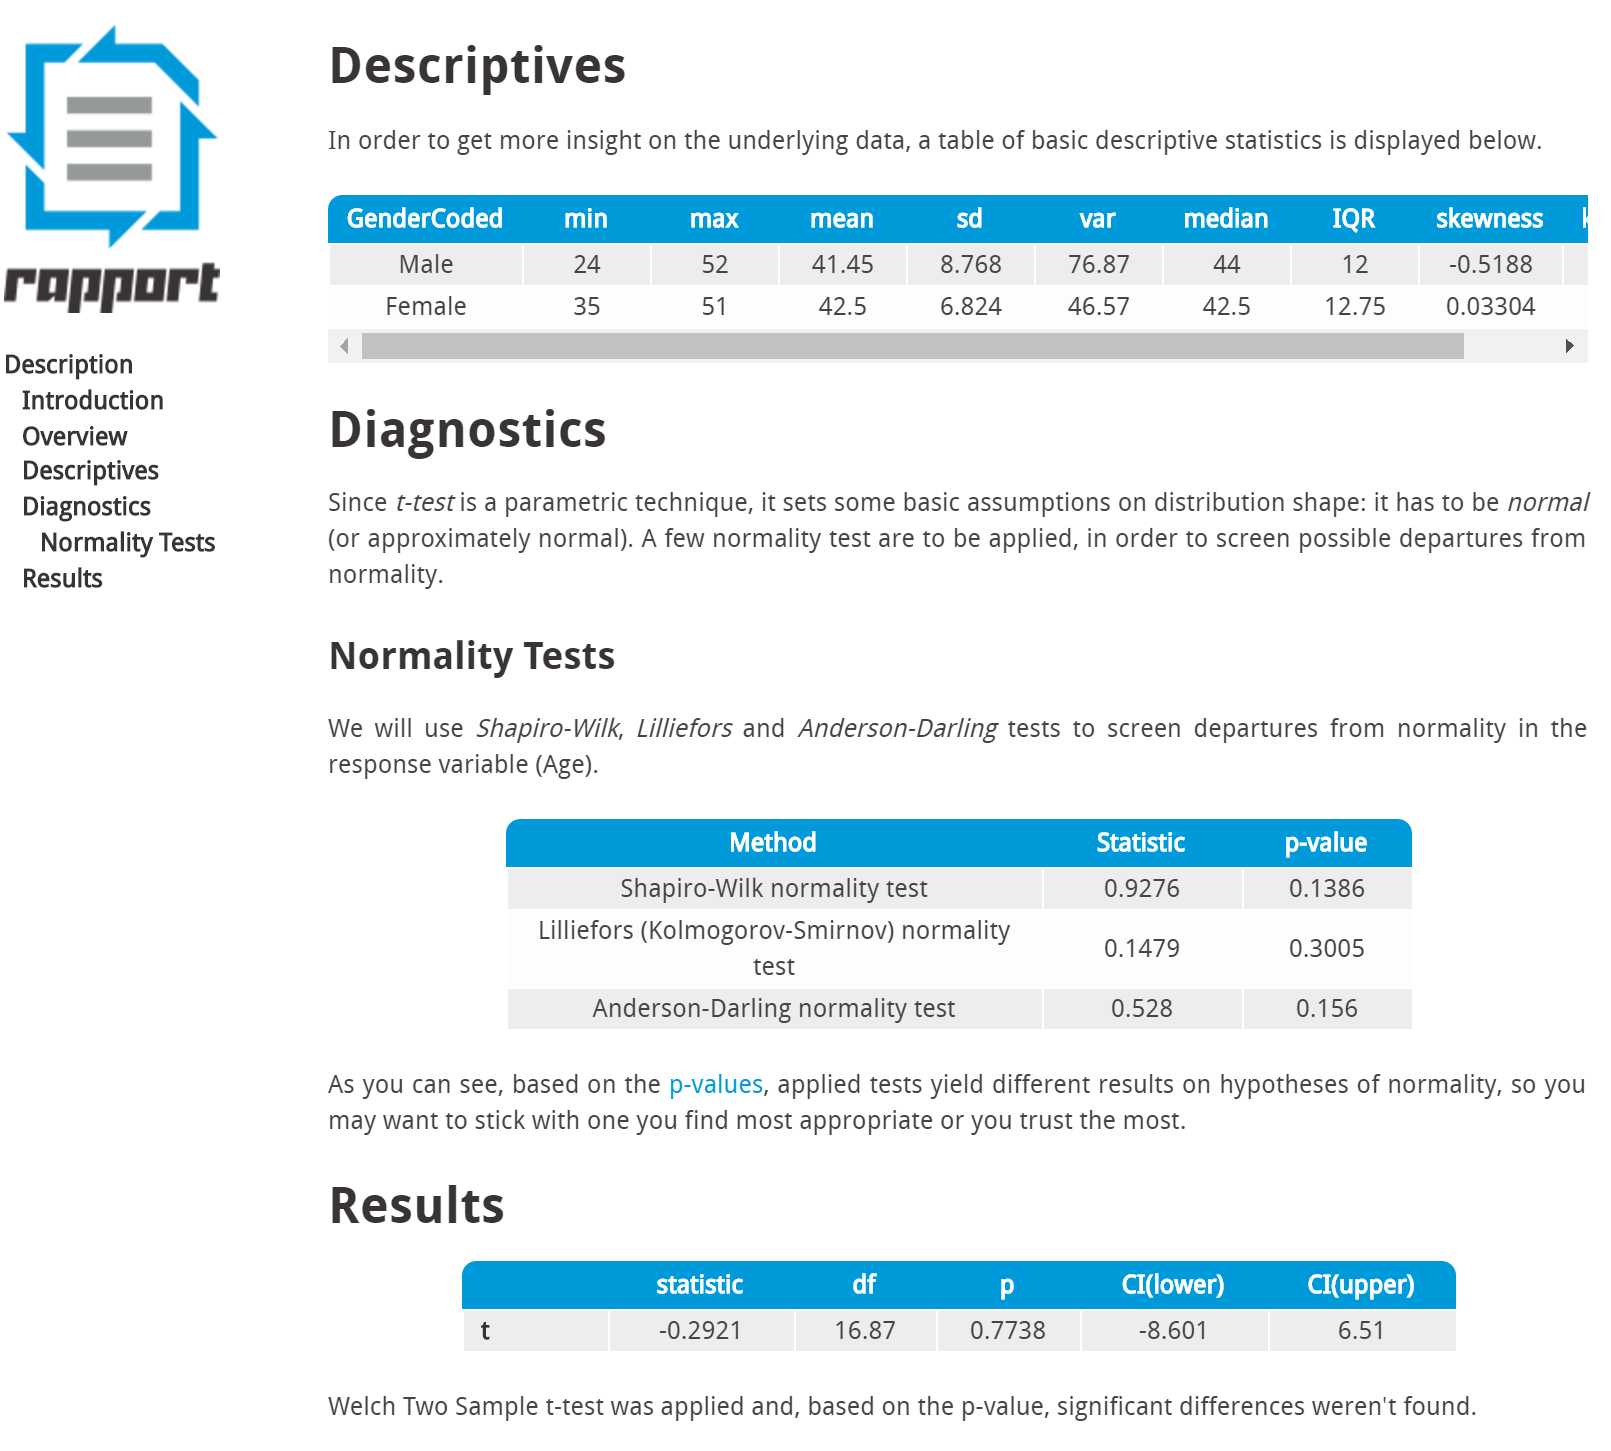 rapport
Description
Introduction
Overview
Descriptives
Diagnostics
Normality Tests
Results
Descriptives
In order to get more insight on the underlying data, a table of basic descriptive statistics is displayed below.
GenderCoded min max mean sd var median IQR skewness
Male 24 52 41.45 8.768 76.87 44 12 -0.5188
Female 35 51 42.5 6.824 46.57 42.5 12.75 0.03304
Diagnostics
Since t-test is a parametric technique, it sets some basic assumptions on distribution shape: it has to be normal
(or approximately normal). A few normality test are to be applied, in order to screen possible departures from
normality.
Normality Tests
We will use Shapiro-Wilk, Lilliefors and Anderson-Darling tests to screen departures from normality in the
response variable (Age).
Method Statistic p-value
Shapiro-Wilk normality test 0.9276 0.1386
Lilliefors (Kolmogorov-Smirnov) normality
test 0.1479 0.3005
Anderson-Darling normality test 0.528 0.156
As you can see, based on the p-values, applied tests yield different results on hypotheses of normality, so you
may want to stick with one you find most appropriate or you trust the most.
Results
statistic df p CI(lower) CI(upper)
t -0.2921 16.87 0.7738 -8.601 6.51
Welch Two Sample t-test was applied and, based on the p-value, significant differences weren't found.